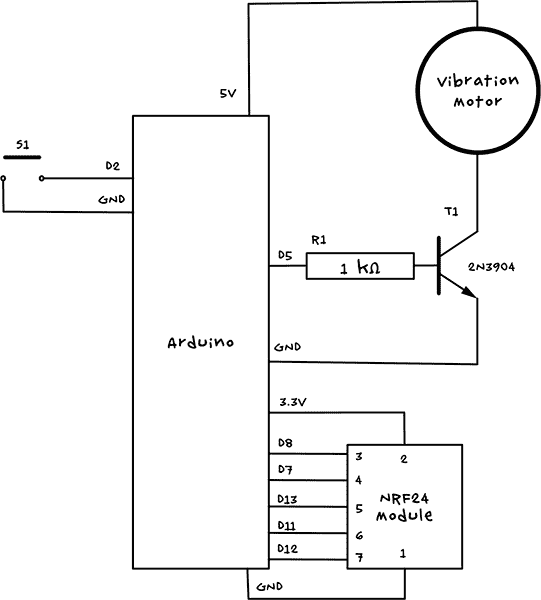 5V
Vibration
Motor
S1
D2
GND
T1
D5
R1
1 kΩ
2N3904
Arduino
GND
3.3V
D8
3
2
D7
4
NRF24
Module
D13
5
D11
6
D12
7
1
GND